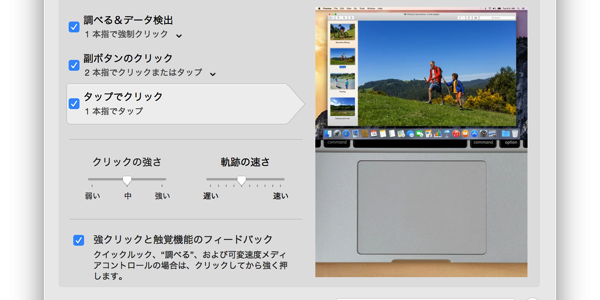 調べる＆データ検出
1 本指で強制クリック
副ボタンのクリック
2 本指でクリックまたはタップ
タップでクリック
1 本指でタップ
クリックの強さ
軌跡の速さ
弱い 中 強い
遅い 速い
強クリックと触覚機能のフィードバック
クイックルック、“調べる”、および可変速度メディ
アコントロールの場合は、クリックしてから強く押
します。
command
command
option